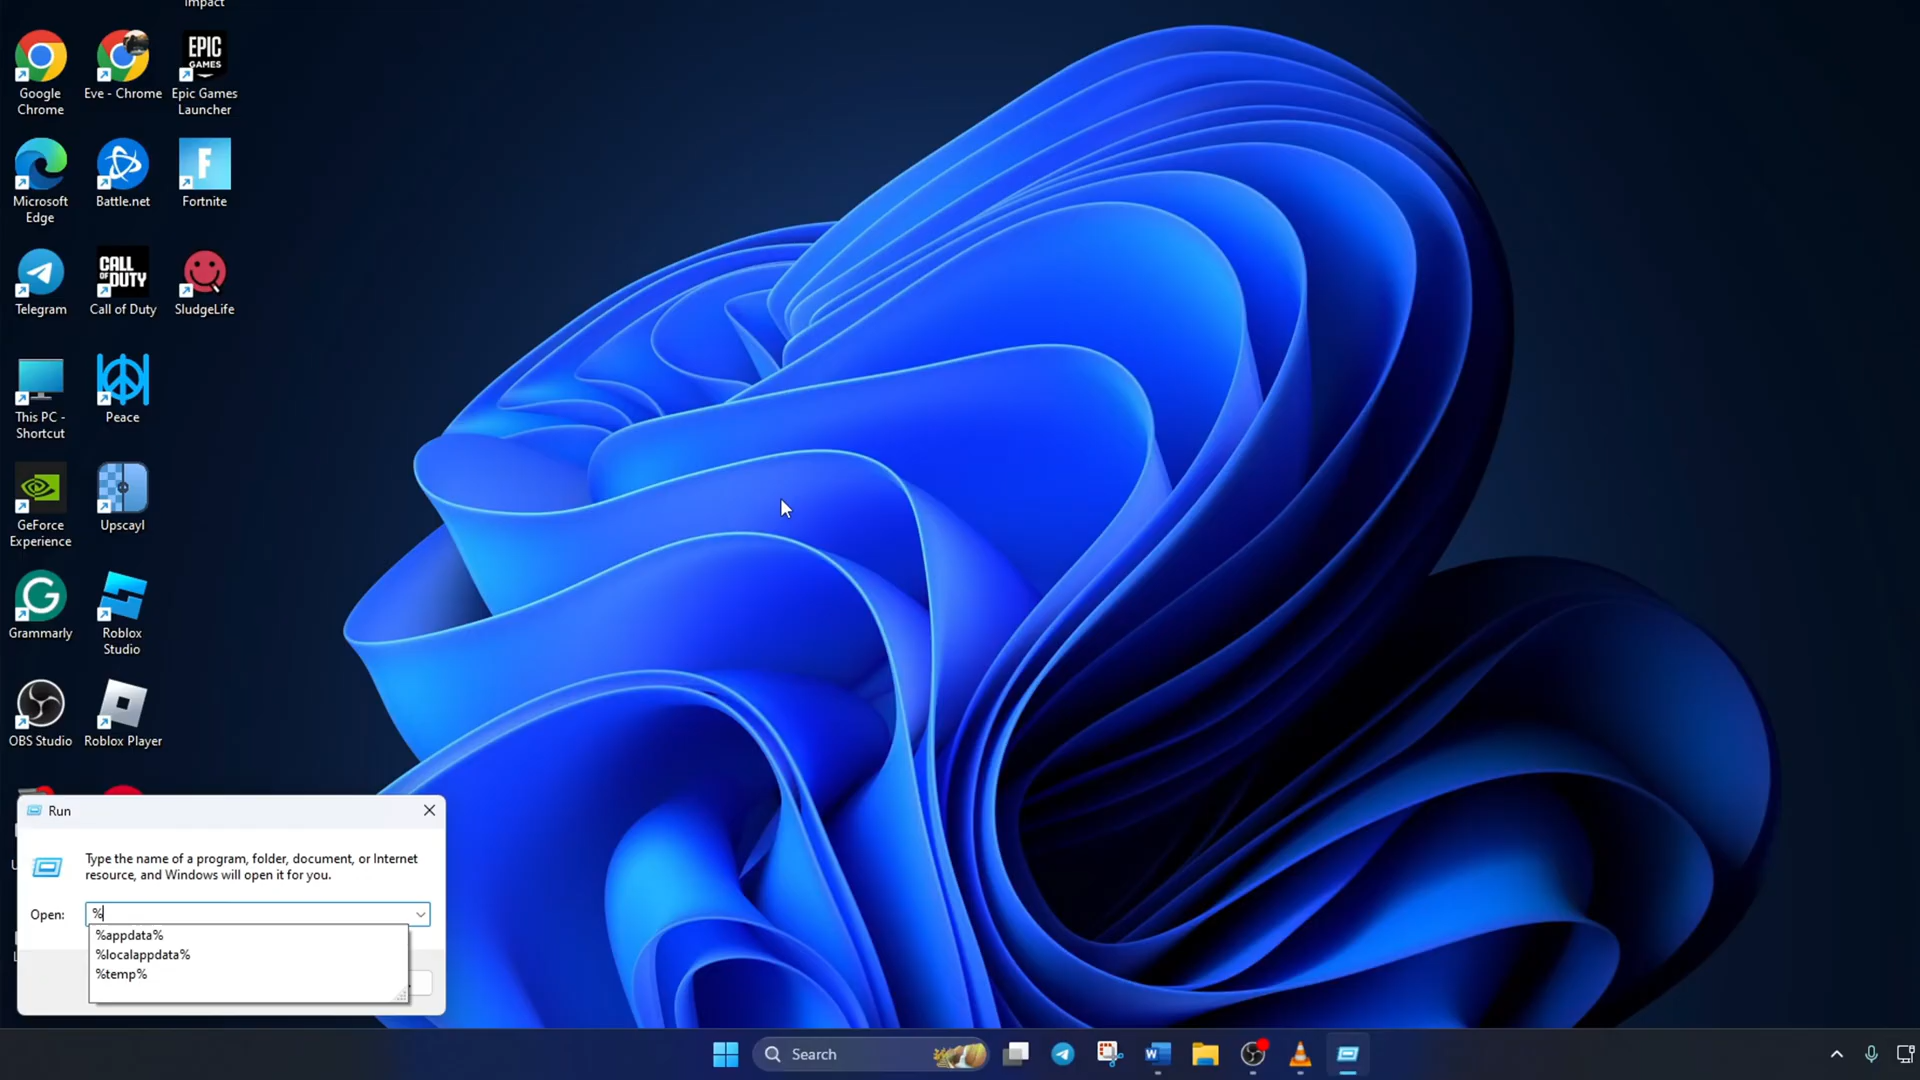 Impact
Google
Chrome
Eve - Chrome
EPIC
GAMES
Epic Games
Launcher
Microsoft
Edge
Battle.net
F
Fortnite
Telegram
CALL
OF DUTY
Call of Duty
SludgeLife
This PC -
Shortcut
Peace
GeForce
Experience
Upscayl
Grammarly
Roblox
Studio
OBS Studio
Roblox Player
Run
Type the name of a program, folder, document, or Internet
resource, and Windows will open it for you.
Open:
%
%appdata%
%localappdata%
%temp%
Search